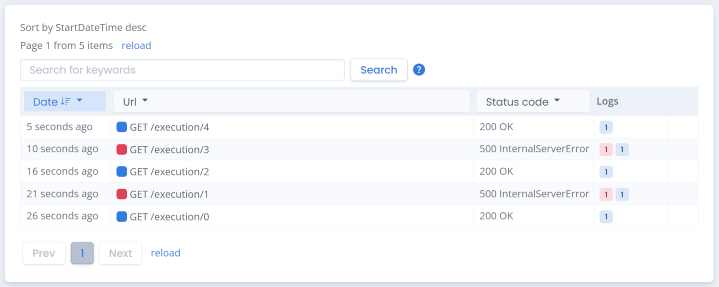 Sort by StartDateTime desc
Page 1 from 5 items reload
Search for keywords Search ?
Date Url Status code Logs
5 seconds ago GET /execution/4 200 OK 1
10 seconds ago GET /execution/3 500 InternalServerError 1 1
16 seconds ago GET /execution/2 200 OK 1
21 seconds ago GET /execution/1 500 InternalServerError 1 1
26 seconds ago GET /execution/0 200 OK 1
Prev 1 Next reload